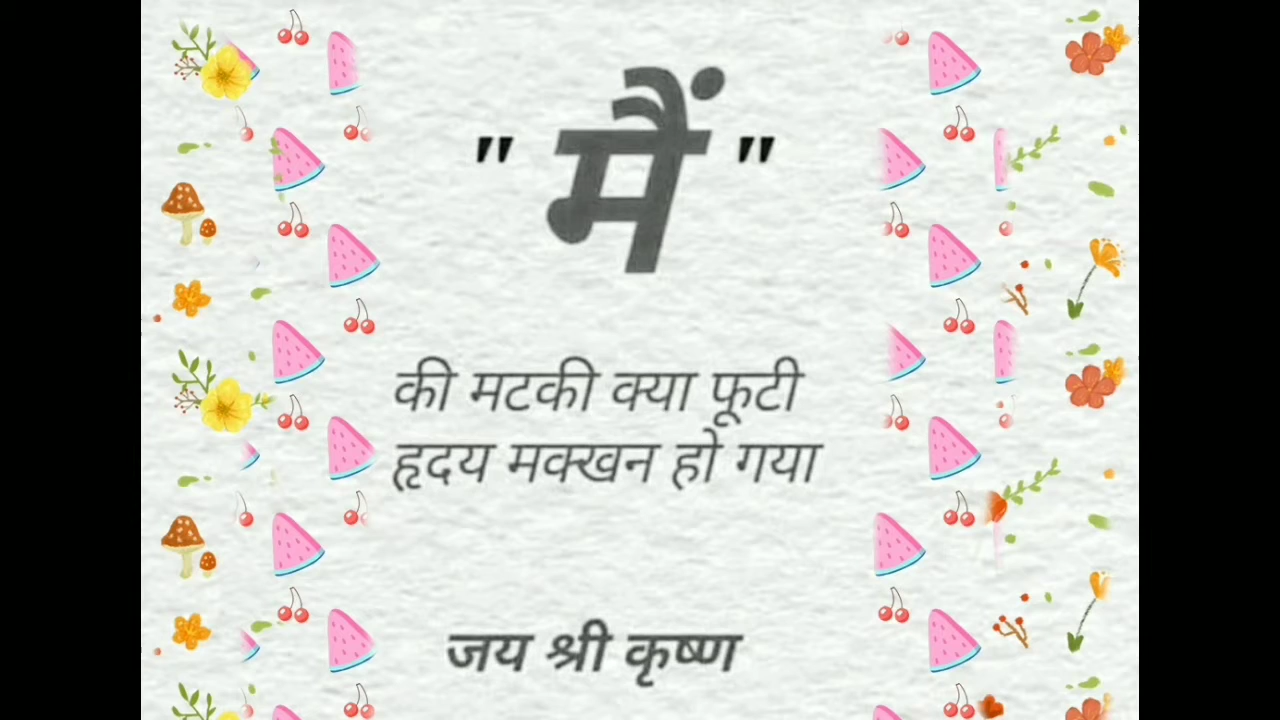 " मैं "
की मटकी क्या फूटी
हृदय मक्खन हो गया
जय श्री कृष्ण